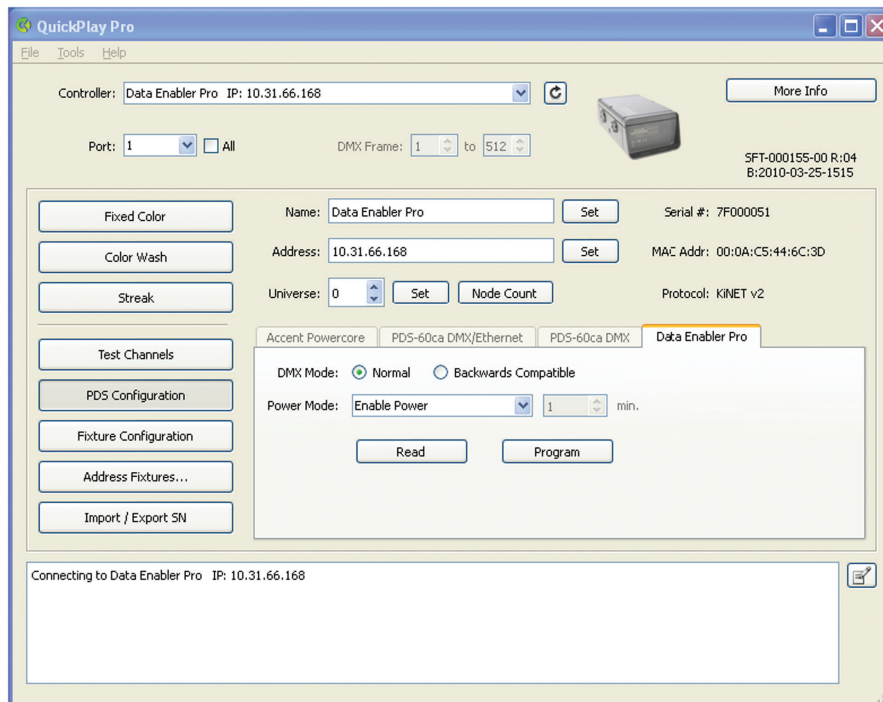 QuickPlay Pro
File Tools Help
Controller: Data Enabler Pro IP: 10.31.66.168
More Info
Port: 1 All DMX Frame: 1 to 512
SFT-000155-00 R:04
B:2010-03-25-1515
Fixed Color
Color Wash
Streak
Test Channels
PDS Configuration
Fixture Configuration
Address Fixtures...
Import / Export SN
Name: Data Enabler Pro Set Serial #: 7F000051
Address: 10.31.66.168 Set MAC Addr: 00:0A:C5:44:6C:3D
Universe: 0 Set Node Count Protocol: KiNET v2
Accent Powercore PDS-60ca DMX/Ethernet PDS-60ca DMX Data Enabler Pro
DMX Mode: Normal Backwards Compatible
Power Mode: Enable Power 1 min.
Read Program
Connecting to Data Enabler Pro IP: 10.31.66.168